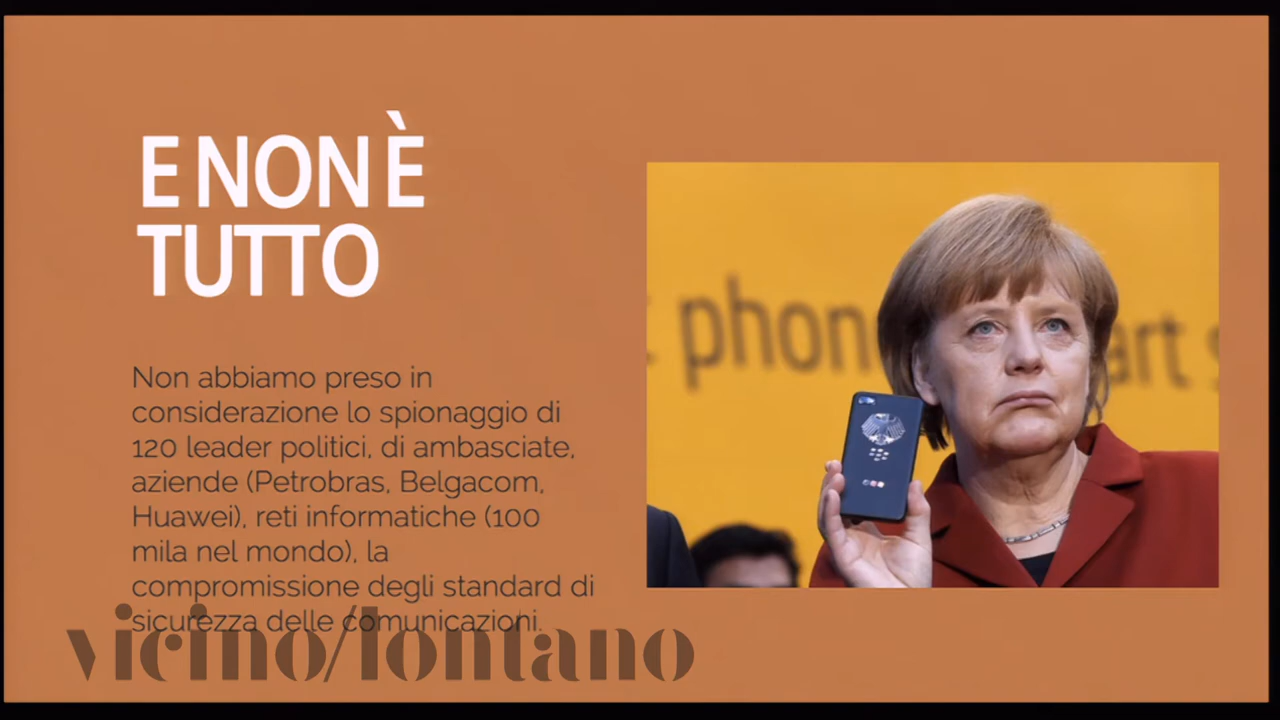 E NON È
TUTTO
Non abbiamo preso in
considerazione lo spionaggio di
120 leader politici, di ambasciate,
aziende (Petrobras, Belgacom,
Huawei), reti informatiche (100
mila nel mondo), la
compromissione degli standard di
sicurezza delle comunicazioni.
vicino/lontano
phon
art s